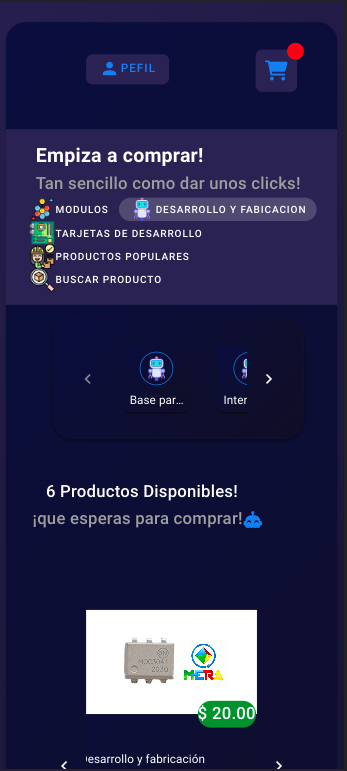 PEFIL
Empiza a comprar!
Tan sencillo como dar unos clicks!
MODULOS
DESARROLLO Y FABICACION
TARJETAS DE DESARROLLO
PRODUCTOS POPULARES
BUSCAR PRODUCTO
Base par...
Inter
6 Productos Disponibles!
¡que esperas para comprar!
MOC3041
MERA
$ 20.00
esarrollo y fabricación